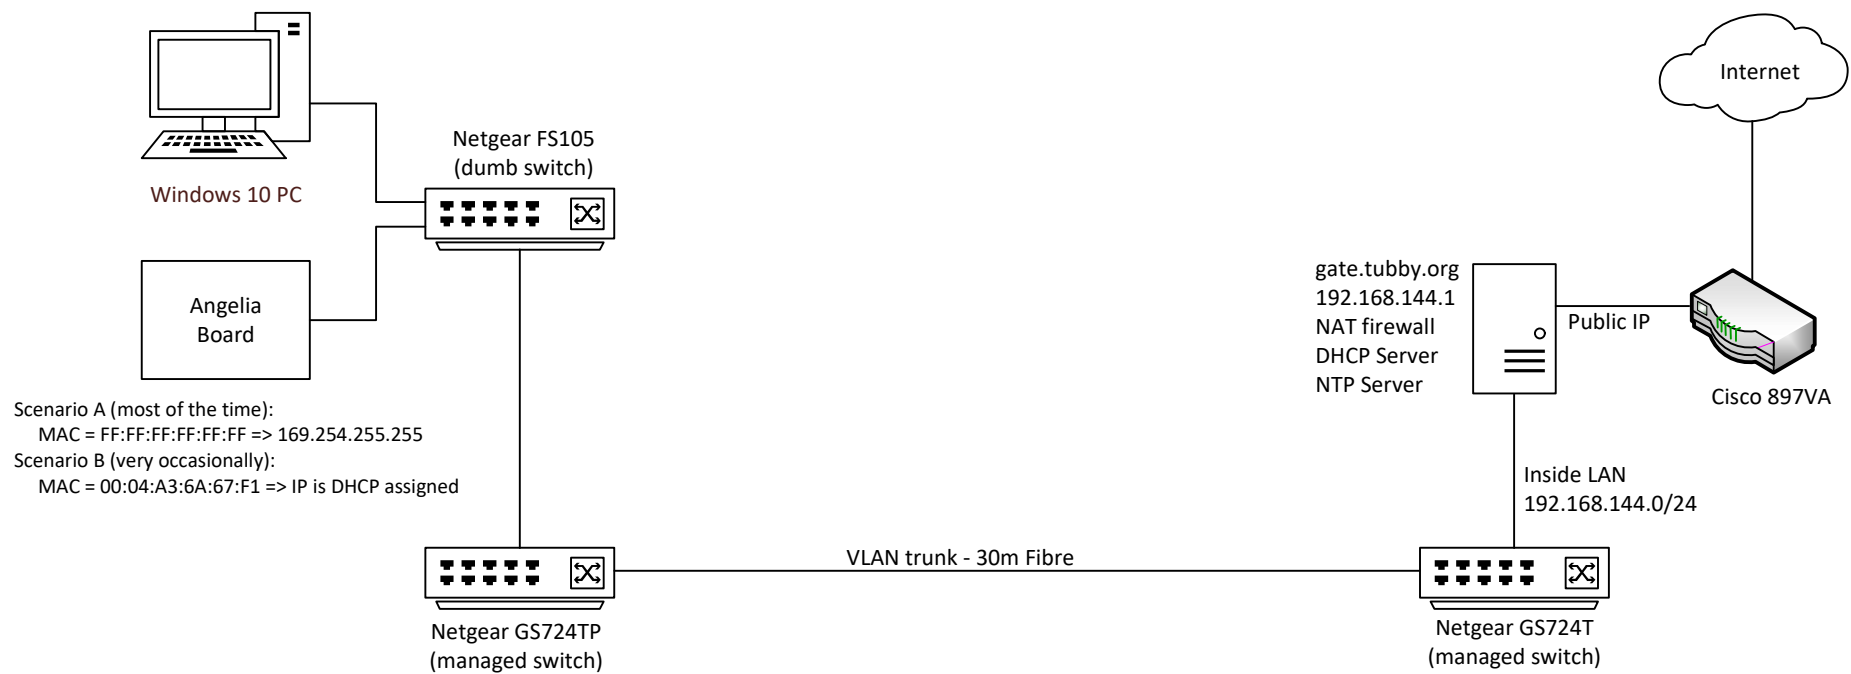 Internet
Netgear FS105
(dumb switch)
Windows 10 PC
Angelia
Board
Scenario A (most of the time):
MAC = FF:FF:FF:FF:FF:FF => 169.254.255.255
Scenario B (very occasionally):
MAC = 00:04:A3:6A:67:F1 => IP is DHCP assigned
gate.tubby.org
192.168.144.1
NAT firewall
DHCP Server
NTP Server
Public IP
Cisco 897VA
Inside LAN
192.168.144.0/24
VLAN trunk - 30m Fibre
Netgear GS724TP
(managed switch)
Netgear GS724T
(managed switch)